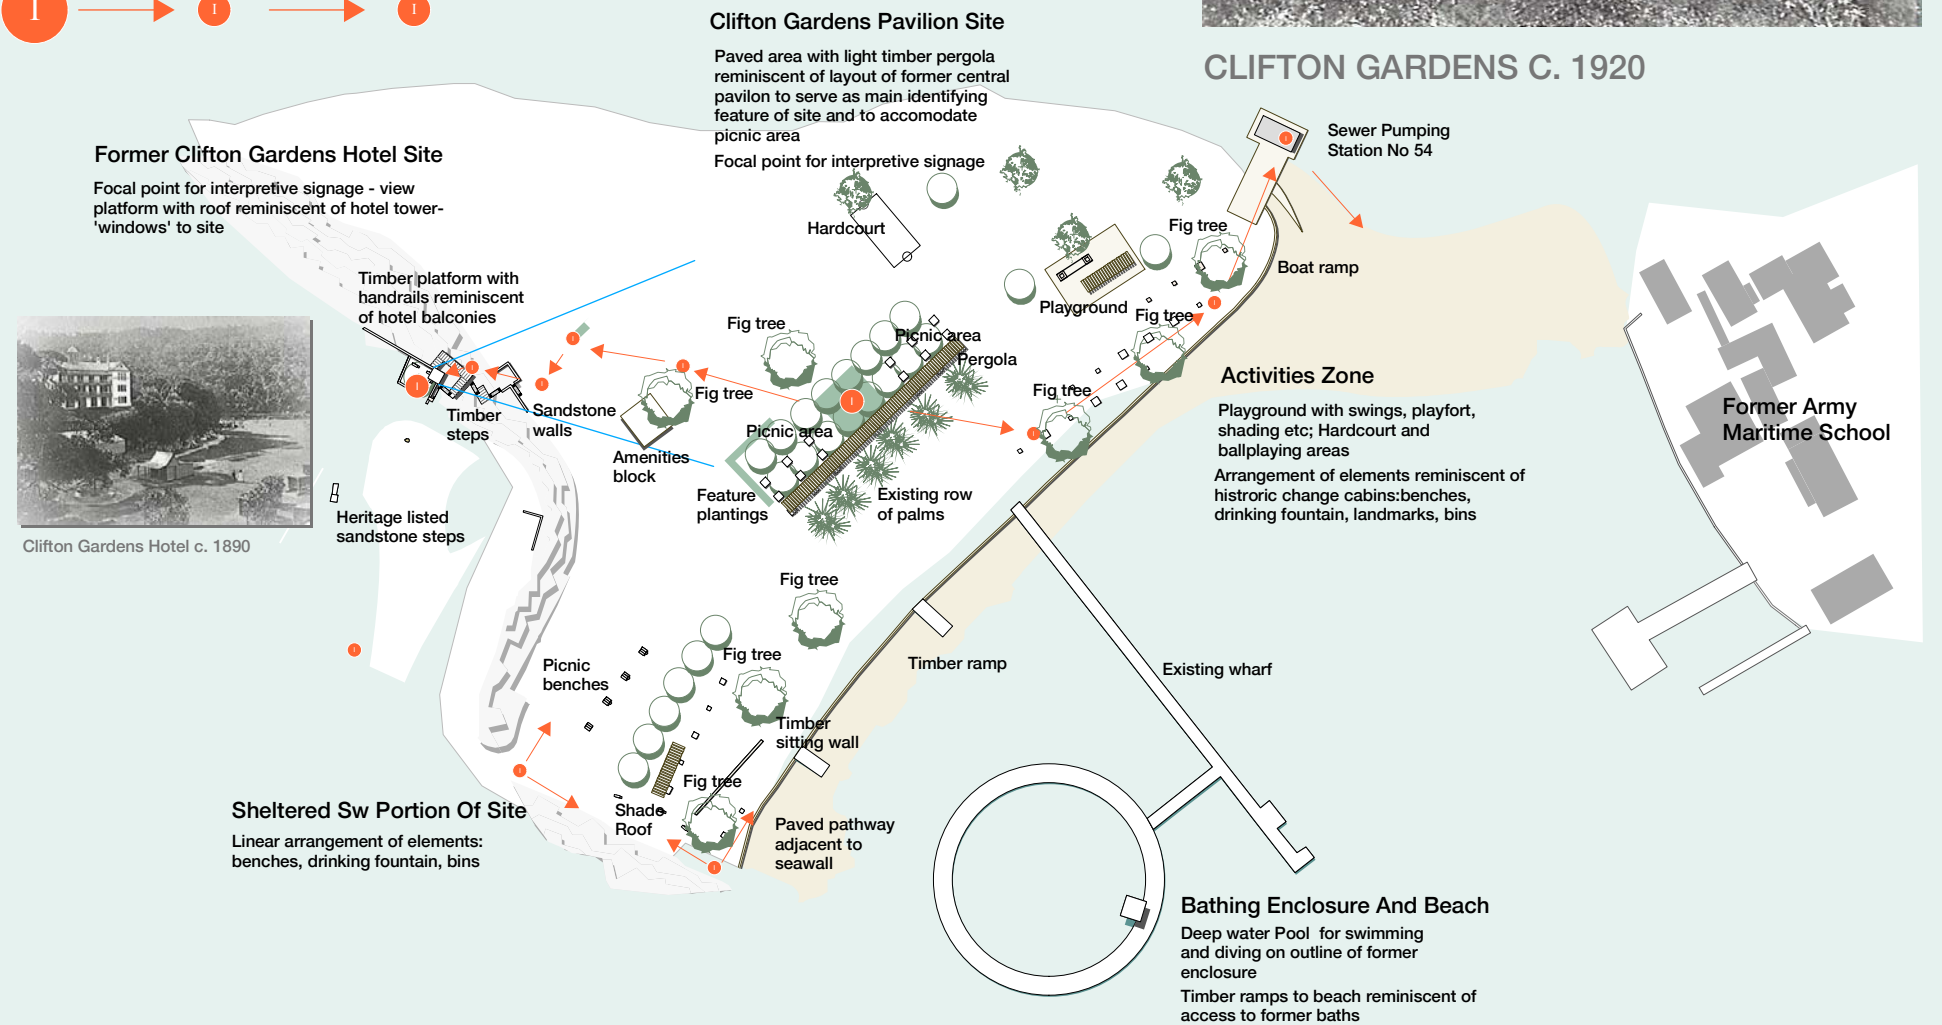 I
I
I
Clifton Gardens Pavilion Site
Paved area with light timber pergola
reminiscent of layout of former central
pavilon to serve as main identifying
feature of site and to accomodate
picnic area
Focal point for interpretive signage
CLIFTON GARDENS C. 1920
Former Clifton Gardens Hotel Site
Focal point for interpretive signage - view
platform with roof reminiscent of hotel tower-
'windows' to site
Timber platform with
handrails reminiscent
of hotel balconies
Hardcourt
Sewer Pumping
Station No 54
I
Fig tree
Boat ramp
Playground
Fig tree
I
Fig tree
Picnic area
Pergola
I
I
I
I
I
Timber
steps
Sandstone
walls
Fig tree
I
Picnic area
Fig tree
I
Amenities
block
Feature
plantings
Existing row
of palms
Activities Zone
Playground with swings, playfort,
shading etc; Hardcourt and
ballplaying areas
Arrangement of elements reminiscent of
histroric change cabins:benches,
drinking fountain, landmarks, bins
Former Army
Maritime School
Clifton Gardens Hotel c. 1890
Heritage listed
sandstone steps
I
Fig tree
Picnic
benches
Fig tree
Timber ramp
Existing wharf
Timber
sitting wall
I
Fig tree
Shade
Roof
Sheltered Sw Portion Of Site
Linear arrangement of elements:
benches, drinking fountain, bins
Paved pathway
adjacent to
seawall
I
Bathing Enclosure And Beach
Deep water Pool for swimming
and diving on outline of former
enclosure
Timber ramps to beach reminiscent of
access to former baths